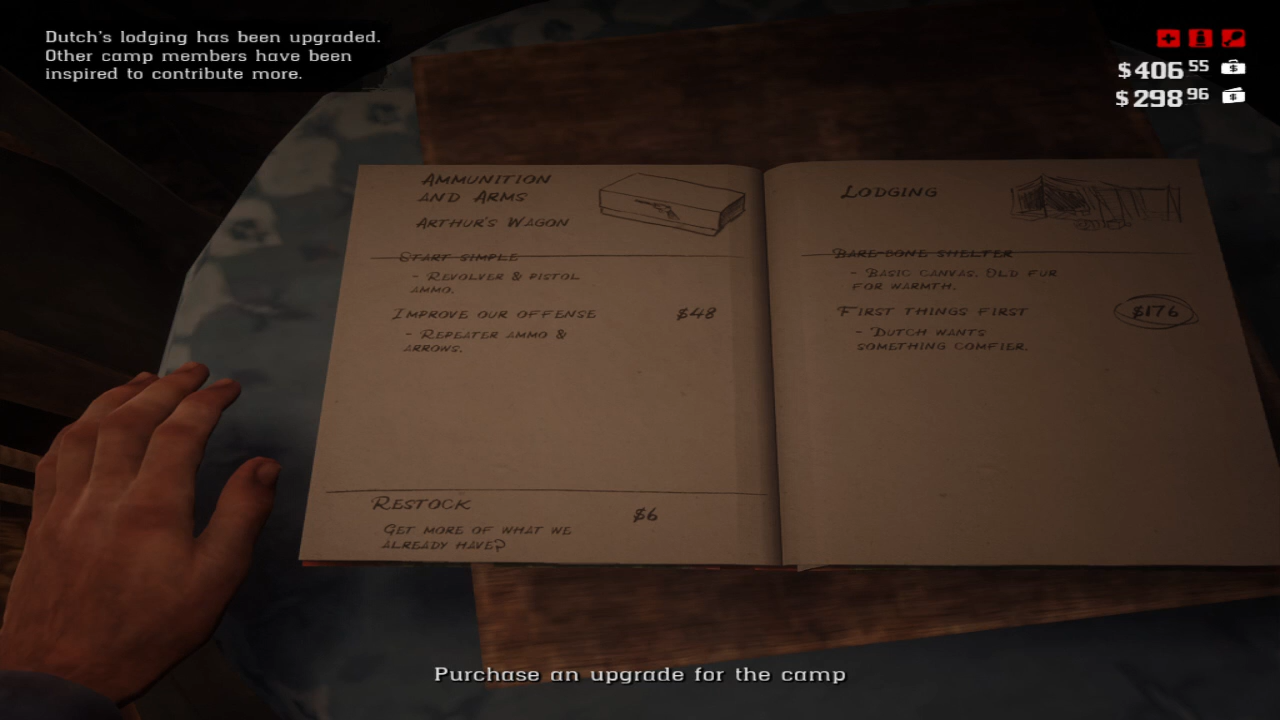 Dutch's lodging has been upgraded.
Other camp members have been
inspired to contribute more.
$406 55
$298 96
Ammunition
and Arms
Arthur's Wagon
Start simple
- Revolver & pistol
ammo.
Improve our offense $48
- Repeater ammo &
arrows.
Restock $6
Get more of what we
already have?
Lodging
Bare-bone shelter
- Basic canvas. Old fur
for warmth.
First things first $176
- Dutch wants
something comfier.
Purchase an upgrade for the camp